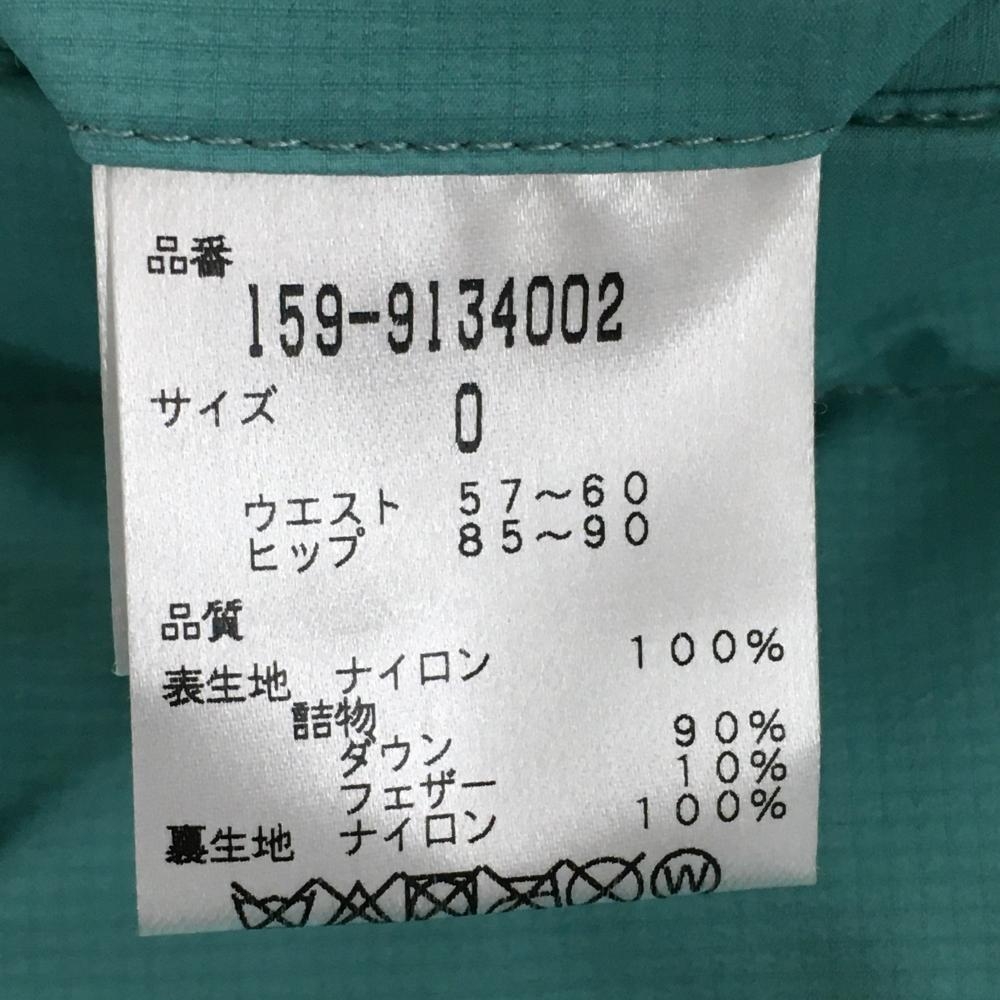 品番
159-9134002
サイズ 0
ウエスト 57～60
ヒップ 85～90
品質
表生地 ナイロン 100%
詰物
ダウン 90%
フェザー 10%
裏生地 ナイロン 100%
W